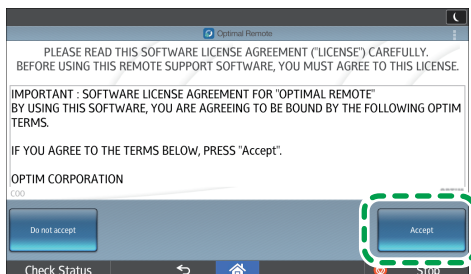 Optimal Remote
PLEASE READ THIS SOFTWARE LICENSE AGREEMENT ("LICENSE") CAREFULLY.
BEFORE USING THIS REMOTE SUPPORT SOFTWARE, YOU MUST AGREE TO THIS LICENSE.
IMPORTANT : SOFTWARE LICENSE AGREEMENT FOR "OPTIMAL REMOTE"
BY USING THIS SOFTWARE, YOU ARE AGREEING TO BE BOUND BY THE FOLLOWING OPTIM
TERMS.
IF YOU AGREE TO THE TERMS BELOW, PRESS "Accept".
OPTIM CORPORATION
COO
Do not accept
Accept
Check Status
Stop